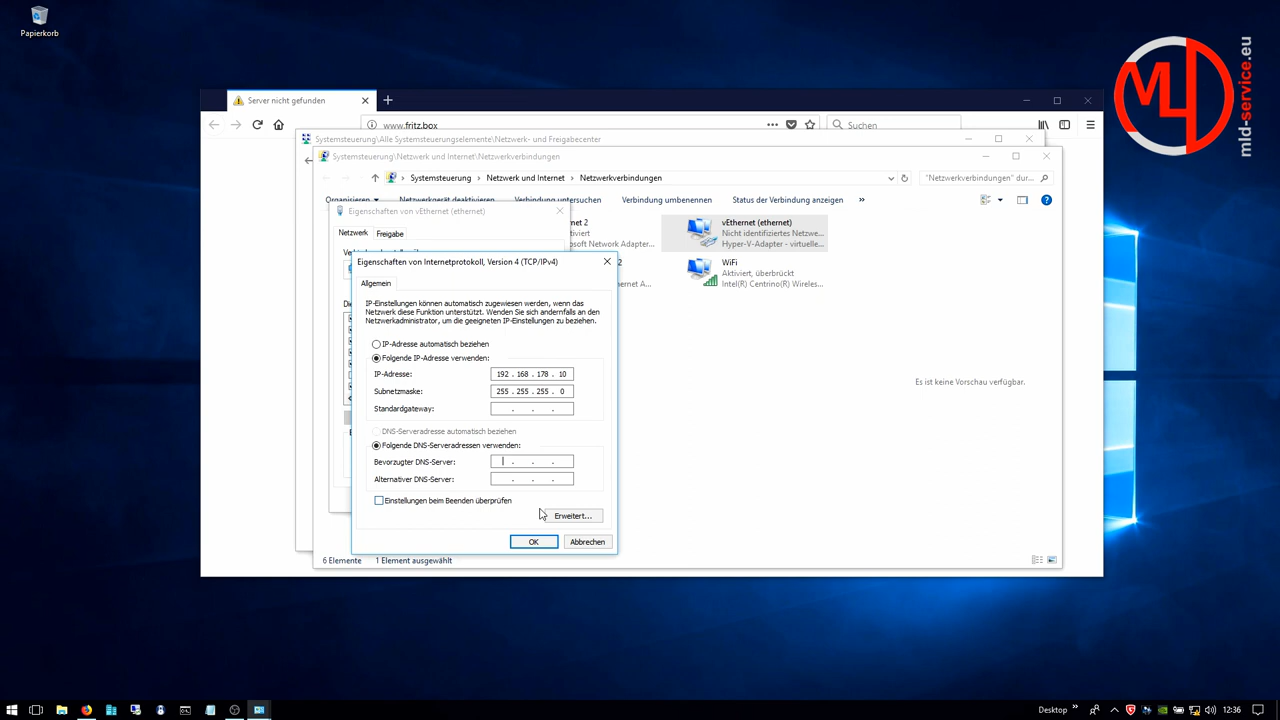 Papierkorb
MLD
mld-service.eu
Server nicht gefunden
www.fritz.box
Suchen
Systemsteuerung\Alle Systemsteuerungselemente\Netzwerk- und Freigabecenter
Systemsteuerung\Netzwerk und Internet\Netzwerkverbindungen
Systemsteuerung
Netzwerk und Internet
Netzwerkverbindungen
"Netzwerkverbindungen" dur...
Organisieren
Netzwerkgerät deaktivieren
Verbindung untersuchen
Verbindung umbenennen
Status der Verbindung anzeigen
»
Eigenschaften von vEthernet (ethernet)
Netzwerk
Freigabe
net 2
vEthernet (ethernet)
Nicht identifiziertes Netzwe...
Hyper-V-Adapter - virtuelle...
WiFi
Aktiviert, überbrückt
Intel(R) Centrino(R) Wireles...
Eigenschaften von Internetprotokoll, Version 4 (TCP/IPv4)
Allgemein
IP-Einstellungen können automatisch zugewiesen werden, wenn das
Netzwerk diese Funktion unterstützt. Wenden Sie sich andernfalls an den
Netzwerkadministrator, um die geeigneten IP-Einstellungen zu beziehen.
IP-Adresse automatisch beziehen
Folgende IP-Adresse verwenden:
IP-Adresse: 192 . 168 . 178 . 10
Subnetzmaske: 255 . 255 . 255 . 0
Standardgateway: . . .
DNS-Serveradresse automatisch beziehen
Folgende DNS-Serveradressen verwenden:
Bevorzugter DNS-Server: . . .
Alternativer DNS-Server: . . .
Einstellungen beim Beenden überprüfen
Erweitert...
OK
Abbrechen
Es ist keine Vorschau verfügbar.
6 Elemente
1 Element ausgewählt
Desktop
»
12:36